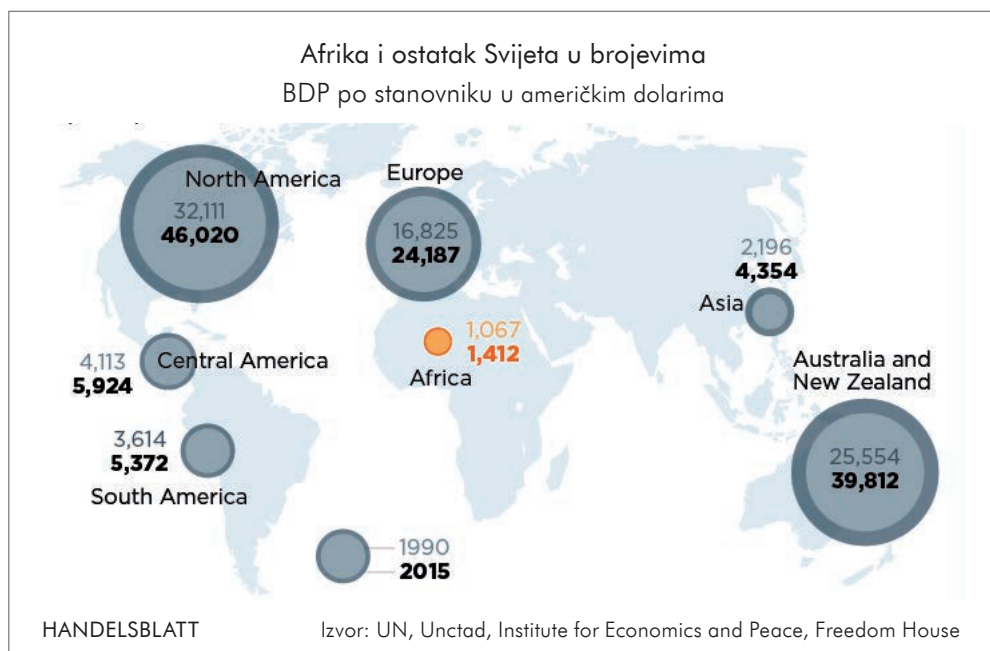 Afrika i ostatak Svijeta u brojevima
BDP po stanovniku u američkim dolarima
North America
32,111
46,020
Europe
16,825
24,187
2,196
4,354
Asia
1,067
1,412
Africa
4,113
5,924
Central America
Australia and
New Zealand
25,554
39,812
3,614
5,372
South America
1990
2015
HANDELSBLATT
Izvor: UN, Unctad, Institute for Economics and Peace, Freedom House